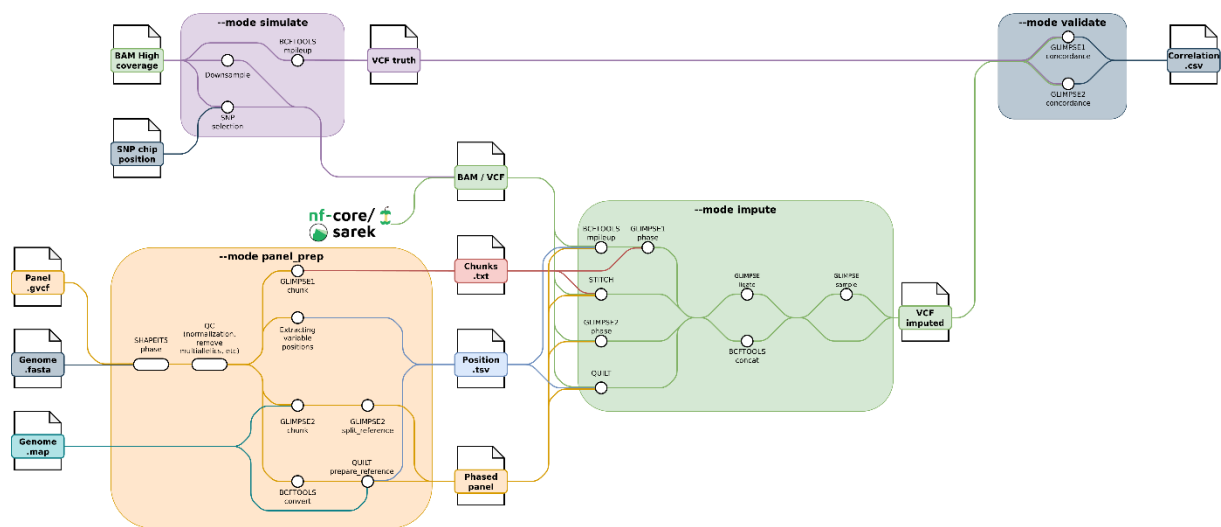 --mode simulate
BAM High
coverage
BCFTOOLS
mpileup
Downsample
SNP
selection
VCF truth
SNP chip
position
--mode validate
GLIMPSE1
concordance
GLIMPSE2
concordance
Correlation
.csv
BAM / VCF
nf-core/
sarek
--mode panel_prep
Panel
.gvcf
Genome
.fasta
Genome
.map
SHAPEIT5
phase
QC
(normalization,
remove
multiallelics, etc)
GLIMPSE1
chunk
Extracting
variable
positions
GLIMPSE2
chunk
GLIMPSE2
split_reference
BCFTOOLS
convert
QUILT
prepare_reference
Chunks
.txt
Position
.tsv
Phased
panel
--mode impute
BCFTOOLS
mpileup
GLIMPSE1
phase
STITCH
GLIMPSE2
phase
QUILT
GLIMPSE
ligate
BCFTOOLS
concat
GLIMPSE
sample
VCF
imputed